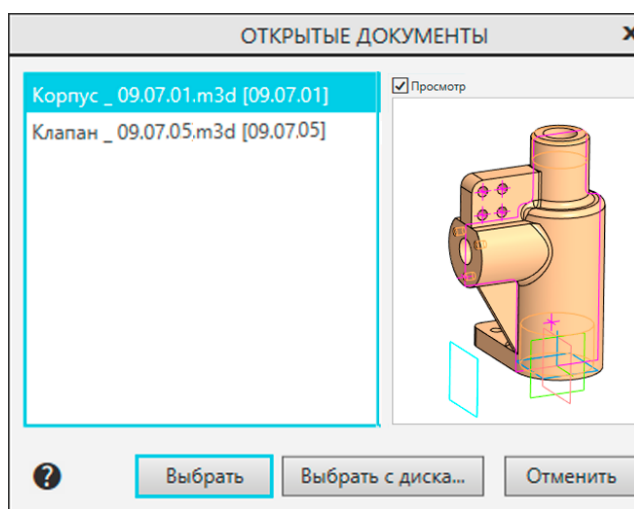 ОТКРЫТЫЕ ДОКУМЕНТЫ
Корпус _ 09.07.01.m3d [09.07.01]
Клапан _ 09.07.05.m3d [09.07.05]
Просмотр
Выбрать
Выбрать с диска...
Отменить